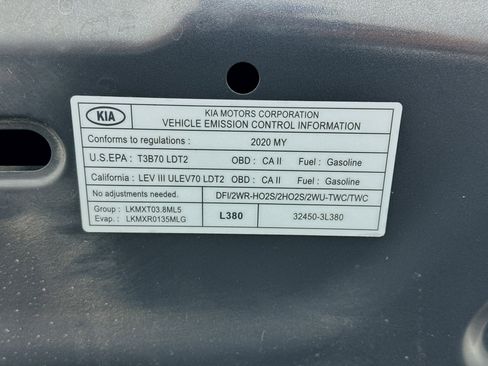 KIA
KIA MOTORS CORPORATION
VEHICLE EMISSION CONTROL INFORMATION
Conforms to regulations : 2020 MY
U.S.EPA : T3B70 LDT2 OBD : CA II Fuel : Gasoline
California : LEV III ULEV70 LDT2 OBD : CA II Fuel : Gasoline
No adjustments needed. DFI/2WR-HO2S/2HO2S/2WU-TWC/TWC
Group : LKMXT03.8ML5
Evap. : LKMXR0135MLG
L380
32450-3L380